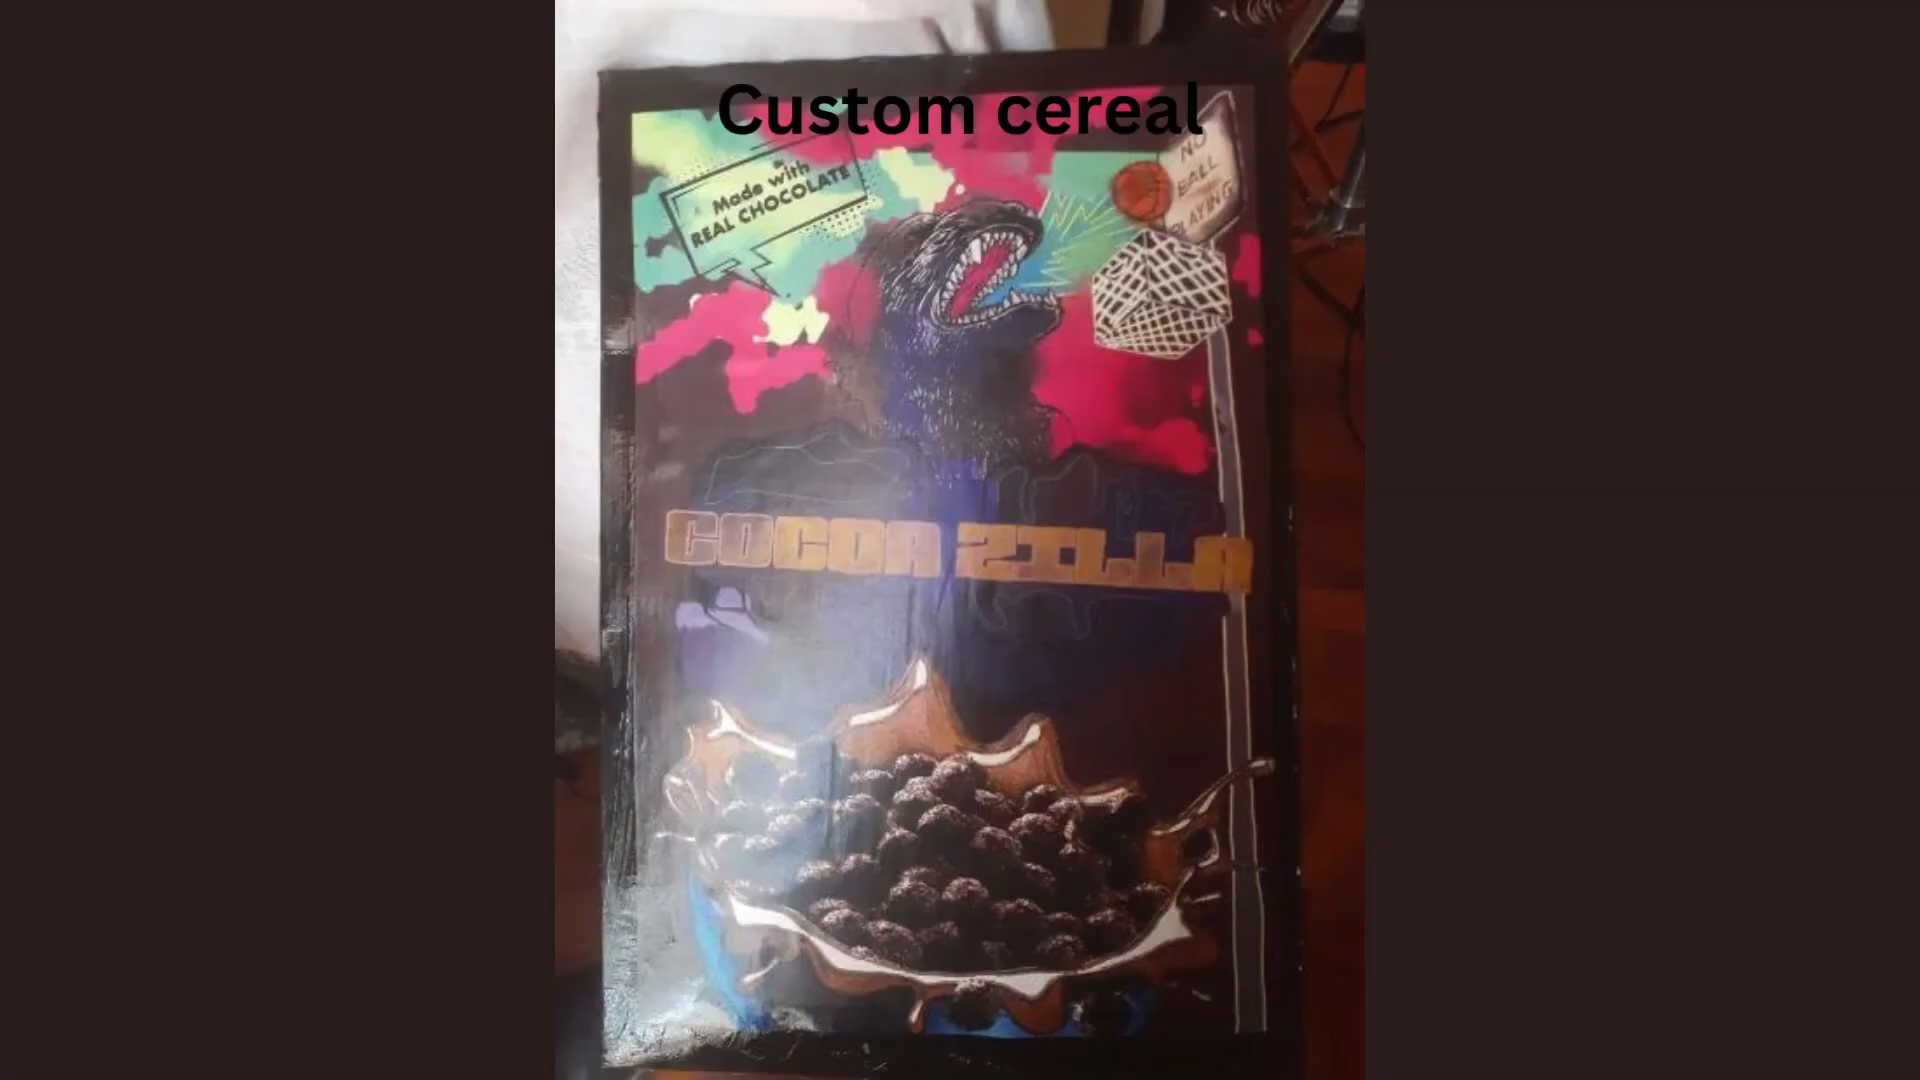 Custom cereal
Made with
REAL CHOCOLATE
NO
BALL
PLAYING
COCOA ZILLA